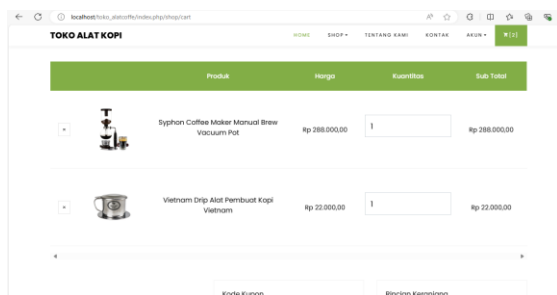 localhost/toko_alatcoffe/index.php/shop/cart
TOKO ALAT KOPI
HOME SHOP TENTANG KAMI KONTAK AKUN [2]
Produk Harga Kuantitas Sub Total
Syphon Coffee Maker Manual Brew
Vacuum Pot
Rp 288.000,00 1 Rp 288.000,00
Vietnam Drip Alat Pembuat Kopi
Vietnam
Rp 22.000,00 1 Rp 22.000,00
Kode Kupon Rincian Keranjang